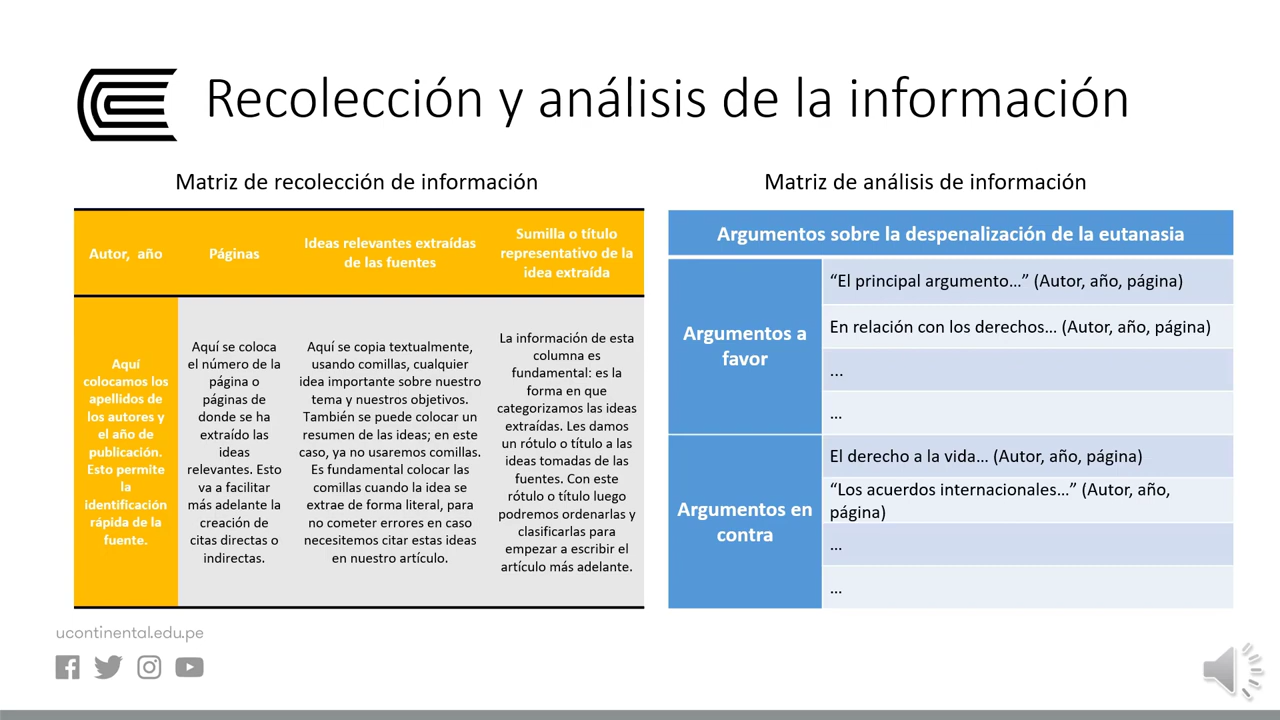 Recolección y análisis de la información
Matriz de recolección de información
Autor, año
Páginas
Ideas relevantes extraídas
de las fuentes
Sumilla o título
representativo de la
idea extraída
Aquí
colocamos los
apellidos de
los autores y
el año de
publicación.
Esto permite
la
identificación
rápida de la
fuente.
Aquí se coloca
el número de la
página o
páginas de
donde se ha
extraído las
ideas
relevantes. Esto
va a facilitar
más adelante la
creación de
citas directas o
indirectas.
Aquí se copia textualmente,
usando comillas, cualquier
idea importante sobre nuestro
tema y nuestros objetivos.
También se puede colocar un
resumen de las ideas; en este
caso, ya no usaremos comillas.
Es fundamental colocar las
comillas cuando la idea se
extrae de forma literal, para
no cometer errores en caso
necesitemos citar estas ideas
en nuestro artículo.
La información de esta
columna es
fundamental: es la
forma en que
categorizamos las ideas
extraídas. Les damos
un rótulo o título a las
ideas tomadas de las
fuentes. Con este
rótulo o título luego
podremos ordenarlas y
clasificarlas para
empezar a escribir el
artículo más adelante.
Matriz de análisis de información
Argumentos sobre la despenalización de la eutanasia
Argumentos a
favor
“El principal argumento…” (Autor, año, página)
En relación con los derechos… (Autor, año, página)
…
…
Argumentos en
contra
El derecho a la vida… (Autor, año, página)
“Los acuerdos internacionales…” (Autor, año,
página)
…
…
ucontinental.edu.pe